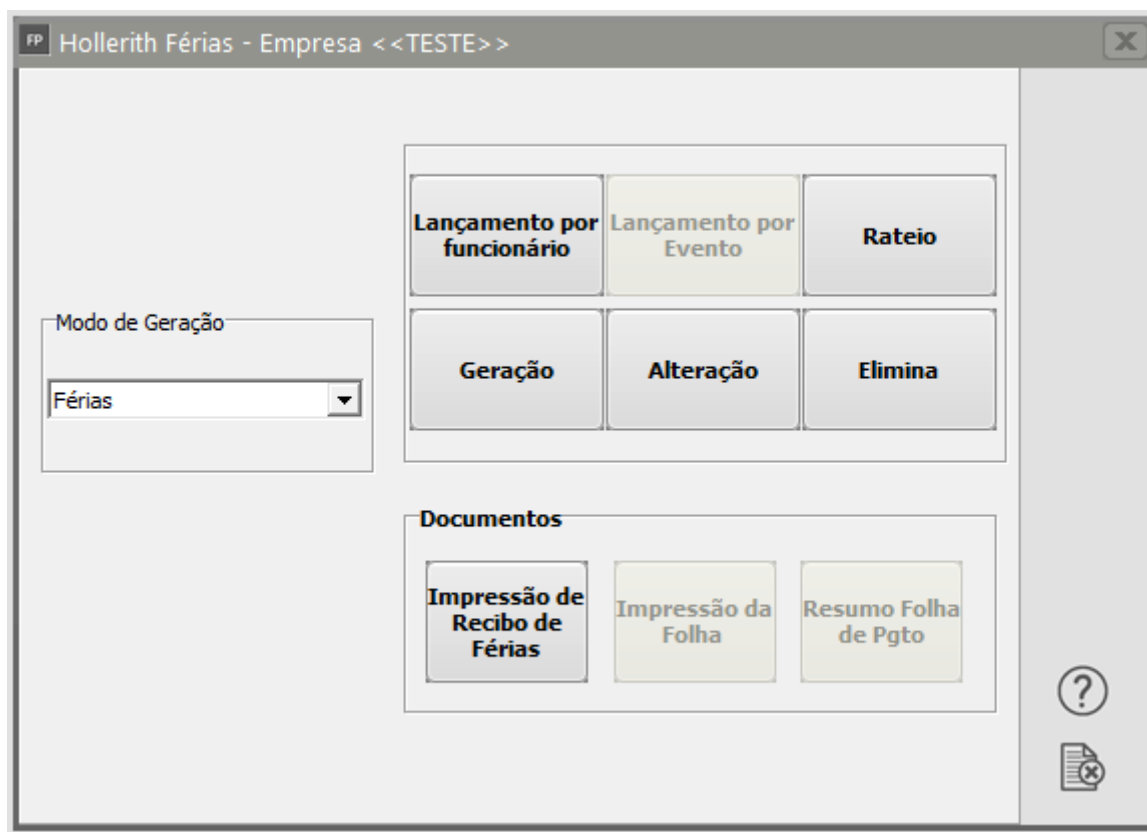 FP Hollerith Férias - Empresa <<TESTE>>
Lançamento por
funcionário
Lançamento por
Evento
Rateio
Modo de Geração
Férias
Geração
Alteração
Elimina
Documentos
Impressão de
Recibo de
Férias
Impressão da
Folha
Resumo Folha
de Pgto
?